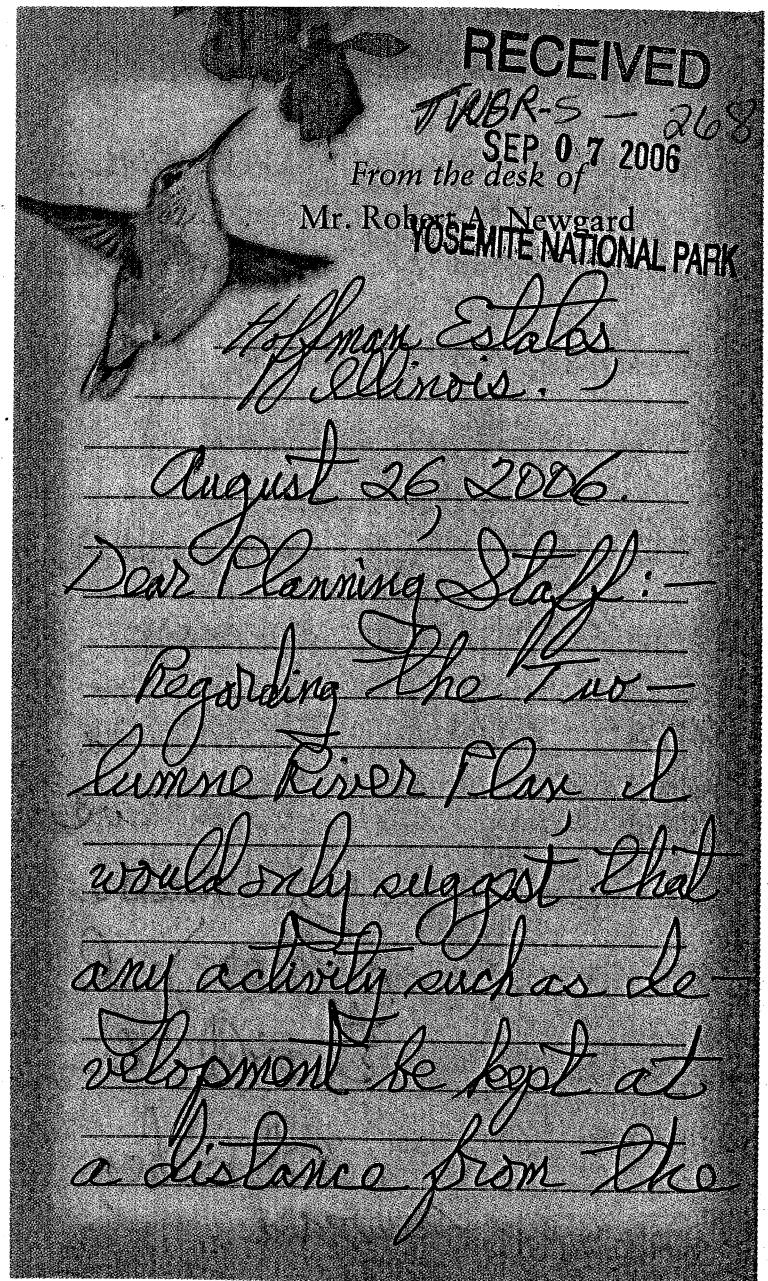 RECEIVED
TWBR-S - 268
SEP 07 2006
From the desk of
Mr. Robert A. Newgard
YOSEMITE NATIONAL PARK
Hoffman Estates,
Illinois.
August 26, 2006.
Dear Planning Staff:—
Regarding the Tuo-
lumne River Plan, I
would only suggest that
any activity such as de-
velopment be kept at
a distance from the